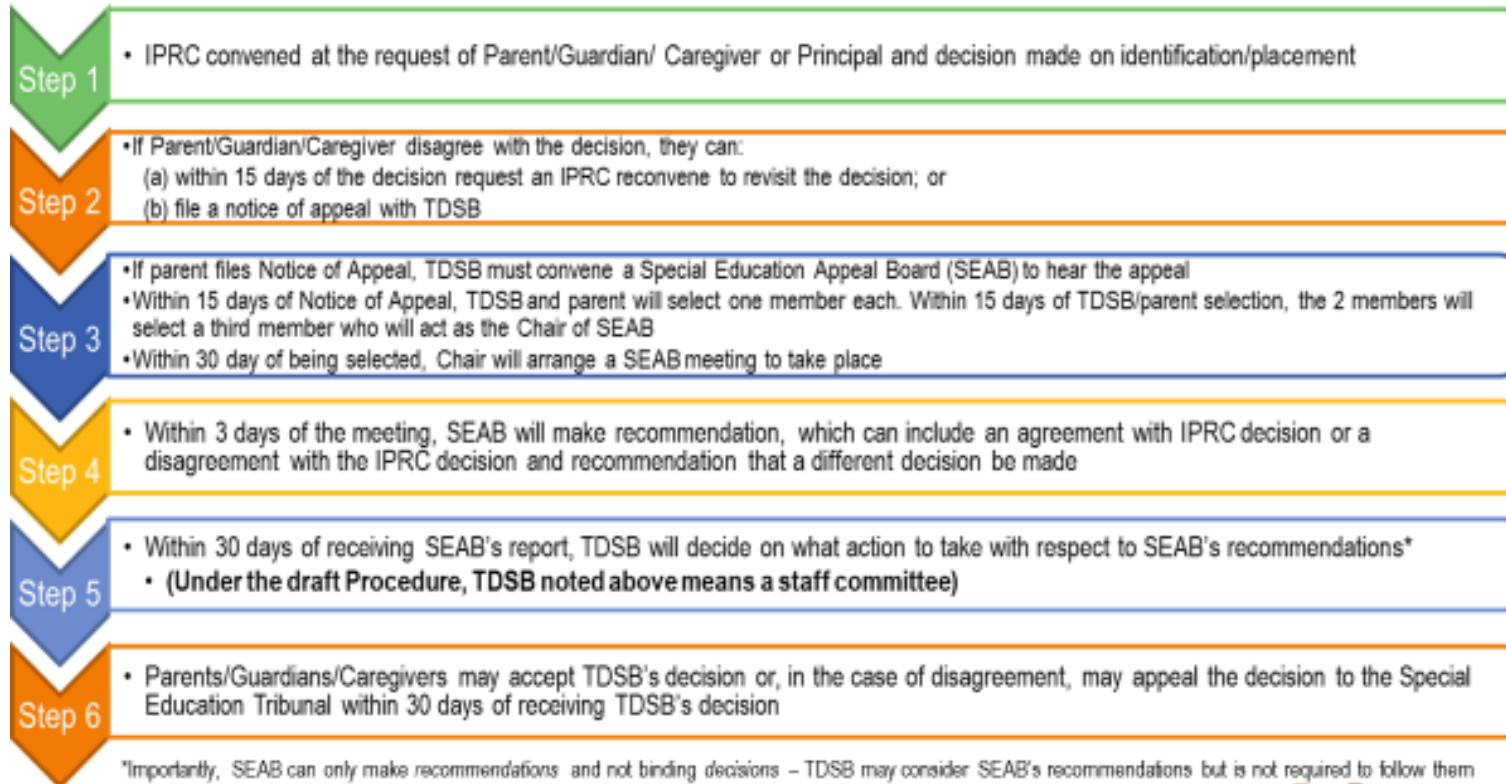 Step 1
• IPRC convened at the request of Parent/Guardian/ Caregiver or Principal and decision made on identification/placement
Step 2
•If Parent/Guardian/Caregiver disagree with the decision, they can:
(a) within 15 days of the decision request an IPRC reconvene to revisit the decision; or
(b) file a notice of appeal with TDSB
Step 3
•If parent files Notice of Appeal, TDSB must convene a Special Education Appeal Board (SEAB) to hear the appeal
•Within 15 days of Notice of Appeal, TDSB and parent will select one member each. Within 15 days of TDSB/parent selection, the 2 members will
select a third member who will act as the Chair of SEAB
•Within 30 day of being selected, Chair will arrange a SEAB meeting to take place
Step 4
• Within 3 days of the meeting, SEAB will make recommendation, which can include an agreement with IPRC decision or a
disagreement with the IPRC decision and recommendation that a different decision be made
Step 5
• Within 30 days of receiving SEAB's report, TDSB will decide on what action to take with respect to SEAB's recommendations*
• (Under the draft Procedure, TDSB noted above means a staff committee)
Step 6
• Parents/Guardians/Caregivers may accept TDSB's decision or, in the case of disagreement, may appeal the decision to the Special
Education Tribunal within 30 days of receiving TDSB's decision
*Importantly, SEAB can only make recommendations and not binding decisions – TDSB may consider SEAB's recommendations but is not required to follow them